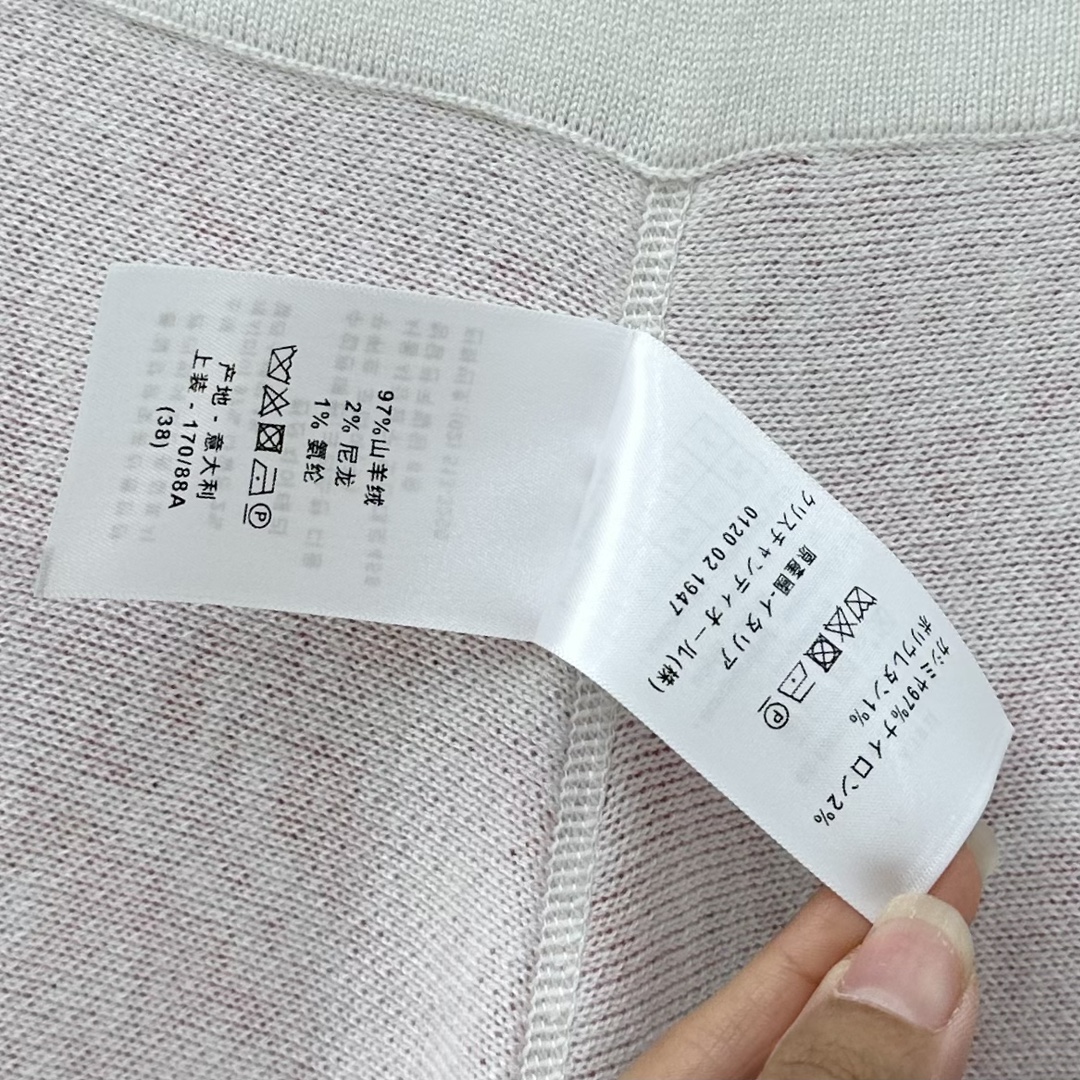 97%山羊绒
2% 尼龙
1% 氨纶
产地 - 意大利
上装 - 170/88A
(38)
カシミヤ97%ナイロン2%
ポリウレタン1%
原産國-イタリア
クリスチャンディオール(株)
0120 02 1947